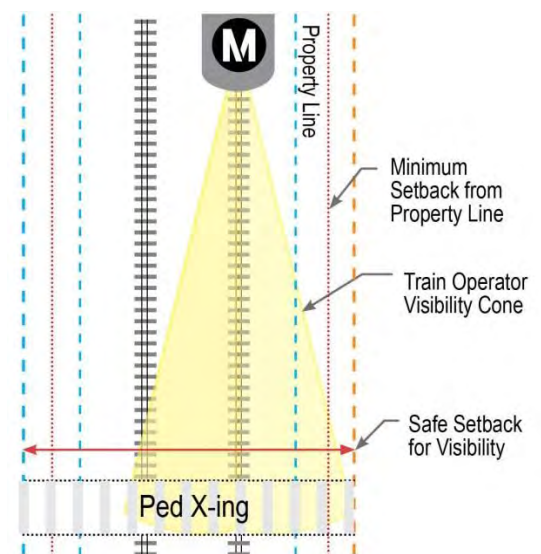 M
Property Line
Minimum
Setback from
Property Line
Train Operator
Visibility Cone
Safe Setback
for Visibility
Ped X-ing